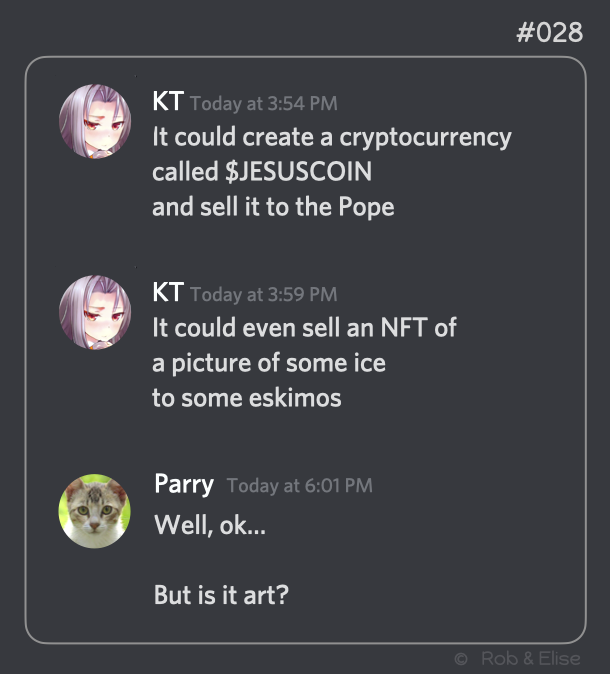 #028
KT Today at 3:54 PM
It could create a cryptocurrency
called $JESUSCOIN
and sell it to the Pope
KT Today at 3:59 PM
It could even sell an NFT of
a picture of some ice
to some eskimos
Parry Today at 6:01 PM
Well, ok...
But is it art?
© Rob & Elise